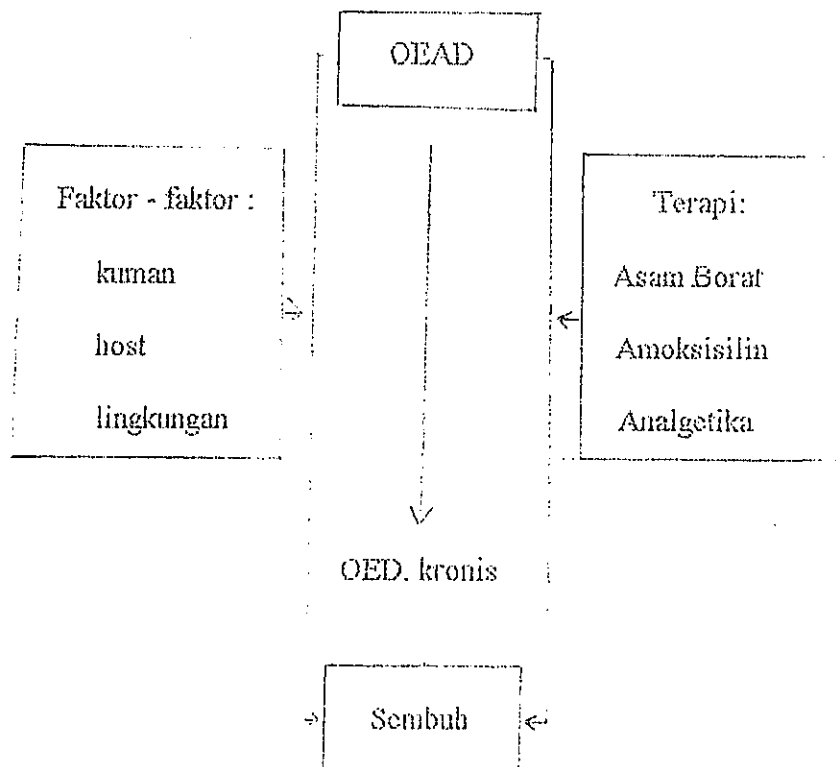 OEAD
Faktor - faktor :
kuman
host
lingkungan
Terapi:
Asam Borat
Amoksisilin
Analgetika
OED. kronis
Sembuh